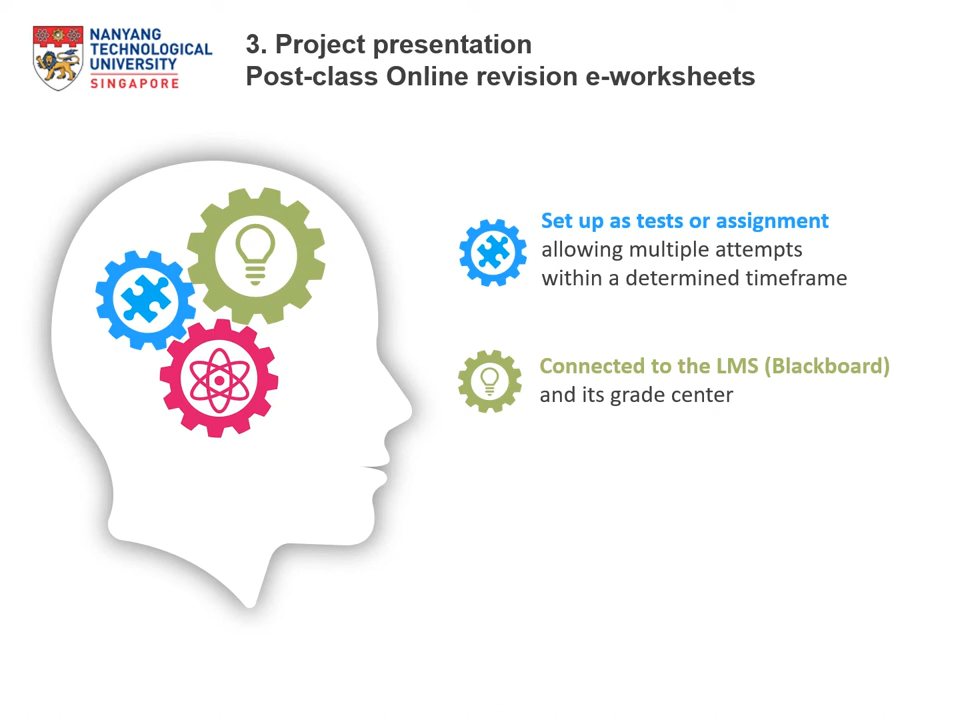 NANYANG
TECHNOLOGICAL
UNIVERSITY
SINGAPORE
3. Project presentation
Post-class Online revision e-worksheets
Set up as tests or assignment
allowing multiple attempts
within a determined timeframe
Connected to the LMS (Blackboard)
and its grade center